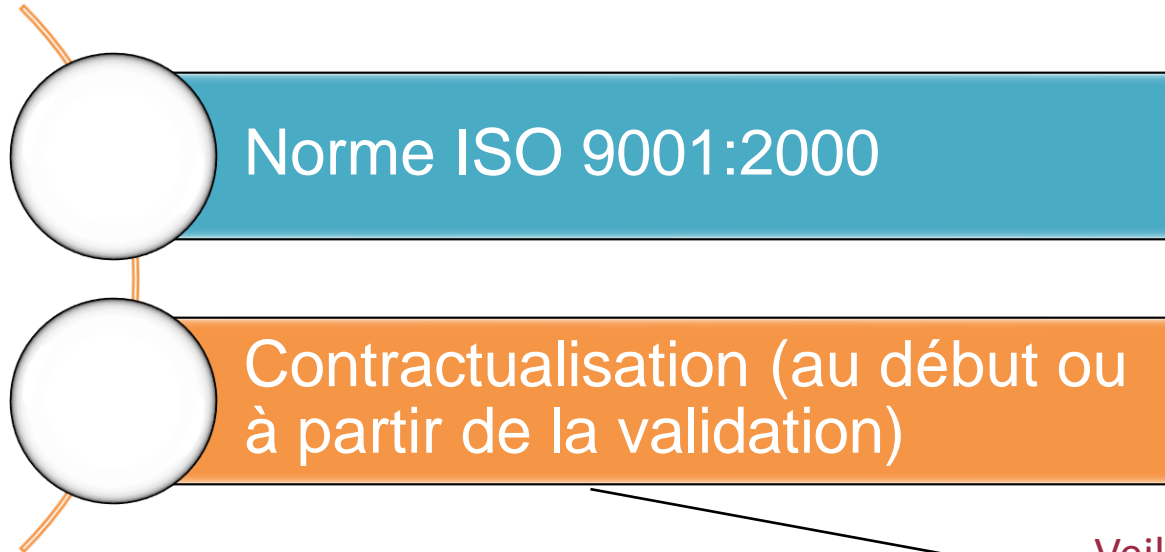 Norme ISO 9001:2000
Contractualisation (au début ou
à partir de la validation)